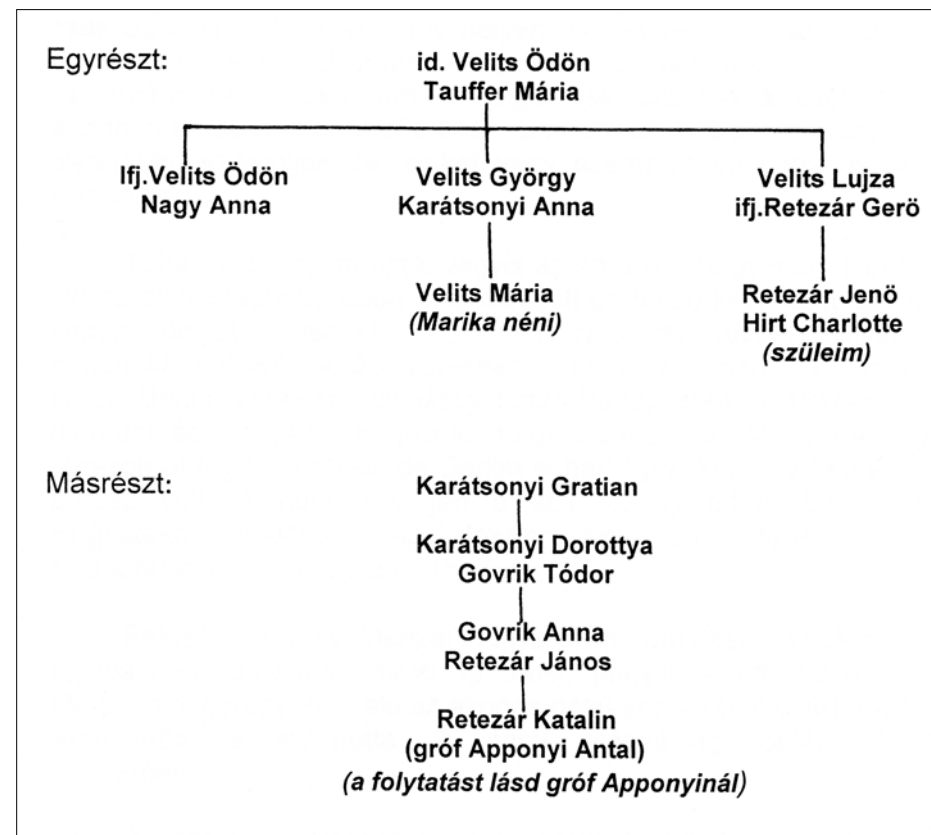 Egyrészt:
id. Velits Ödön
Tauffer Mária
Ifj.Velits Ödön
Nagy Anna
Velits György
Karátsonyi Anna
Velits Lujza
ifj.Retezár Gerö
Velits Mária
(Marika néni)
Retezár Jenö
Hirt Charlotte
(szüleim)
Másrészt:
Karátsonyi Gratian
Karátsonyi Dorottya
Govrik Tódor
Govrik Anna
Retezár János
Retezár Katalin
(gróf Apponyi Antal)
(a folytatást lásd gróf Apponyinál)